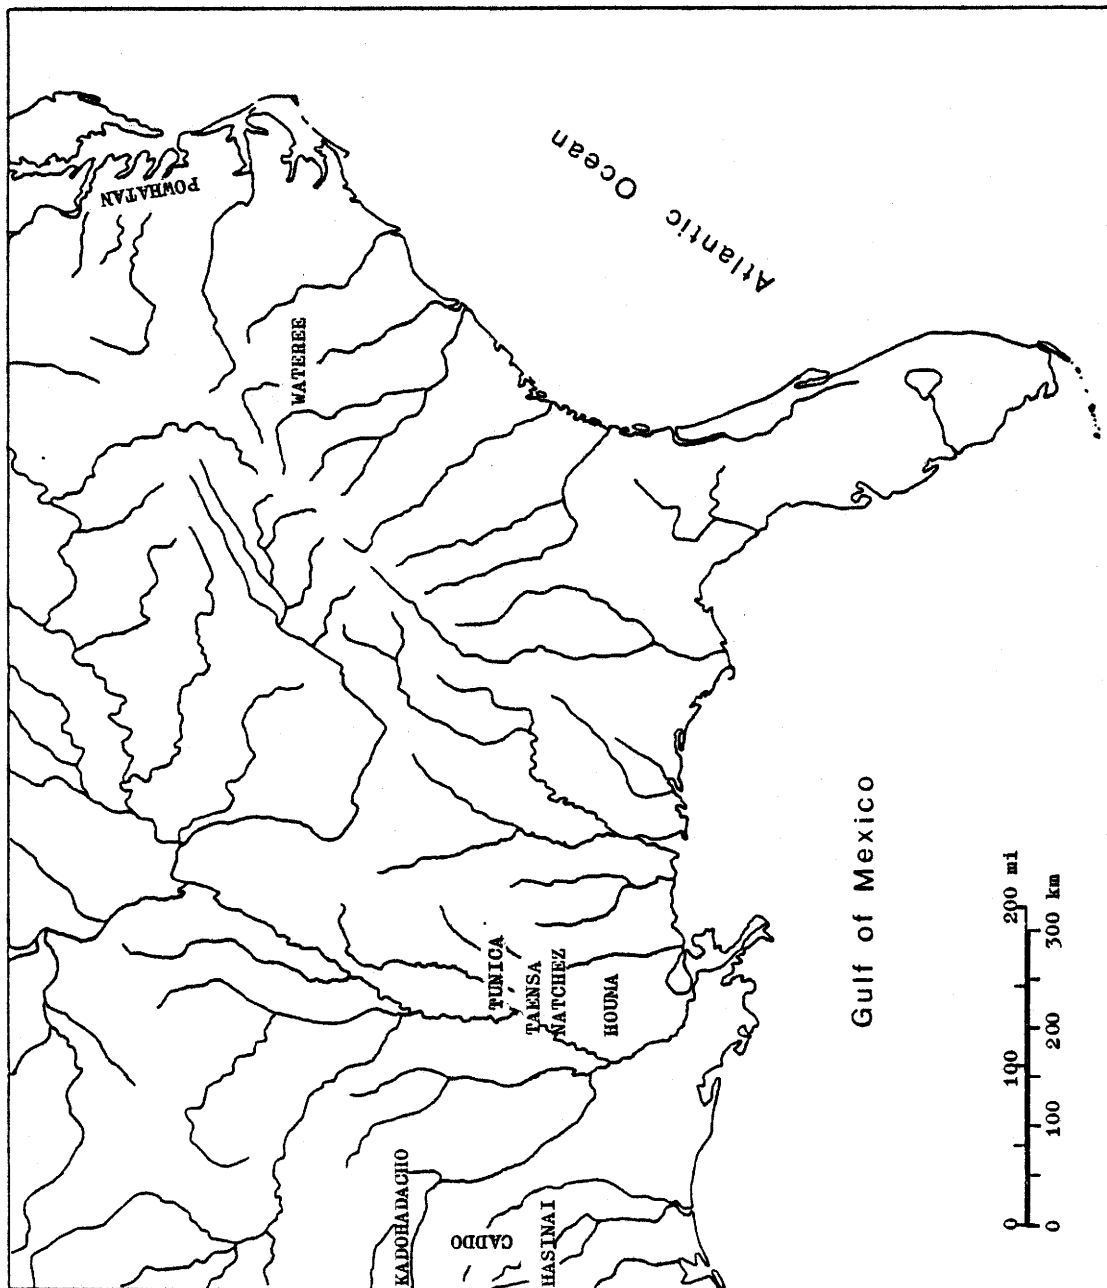 POWHATAN
Atlantic Ocean
WATEREE
TUNICA
TAENSA
NATCHEZ
HOUMA
KADOHADACHO
CADDO
HASINAI
Gulf of Mexico
0 100 200 mi
0 100 200 300 km